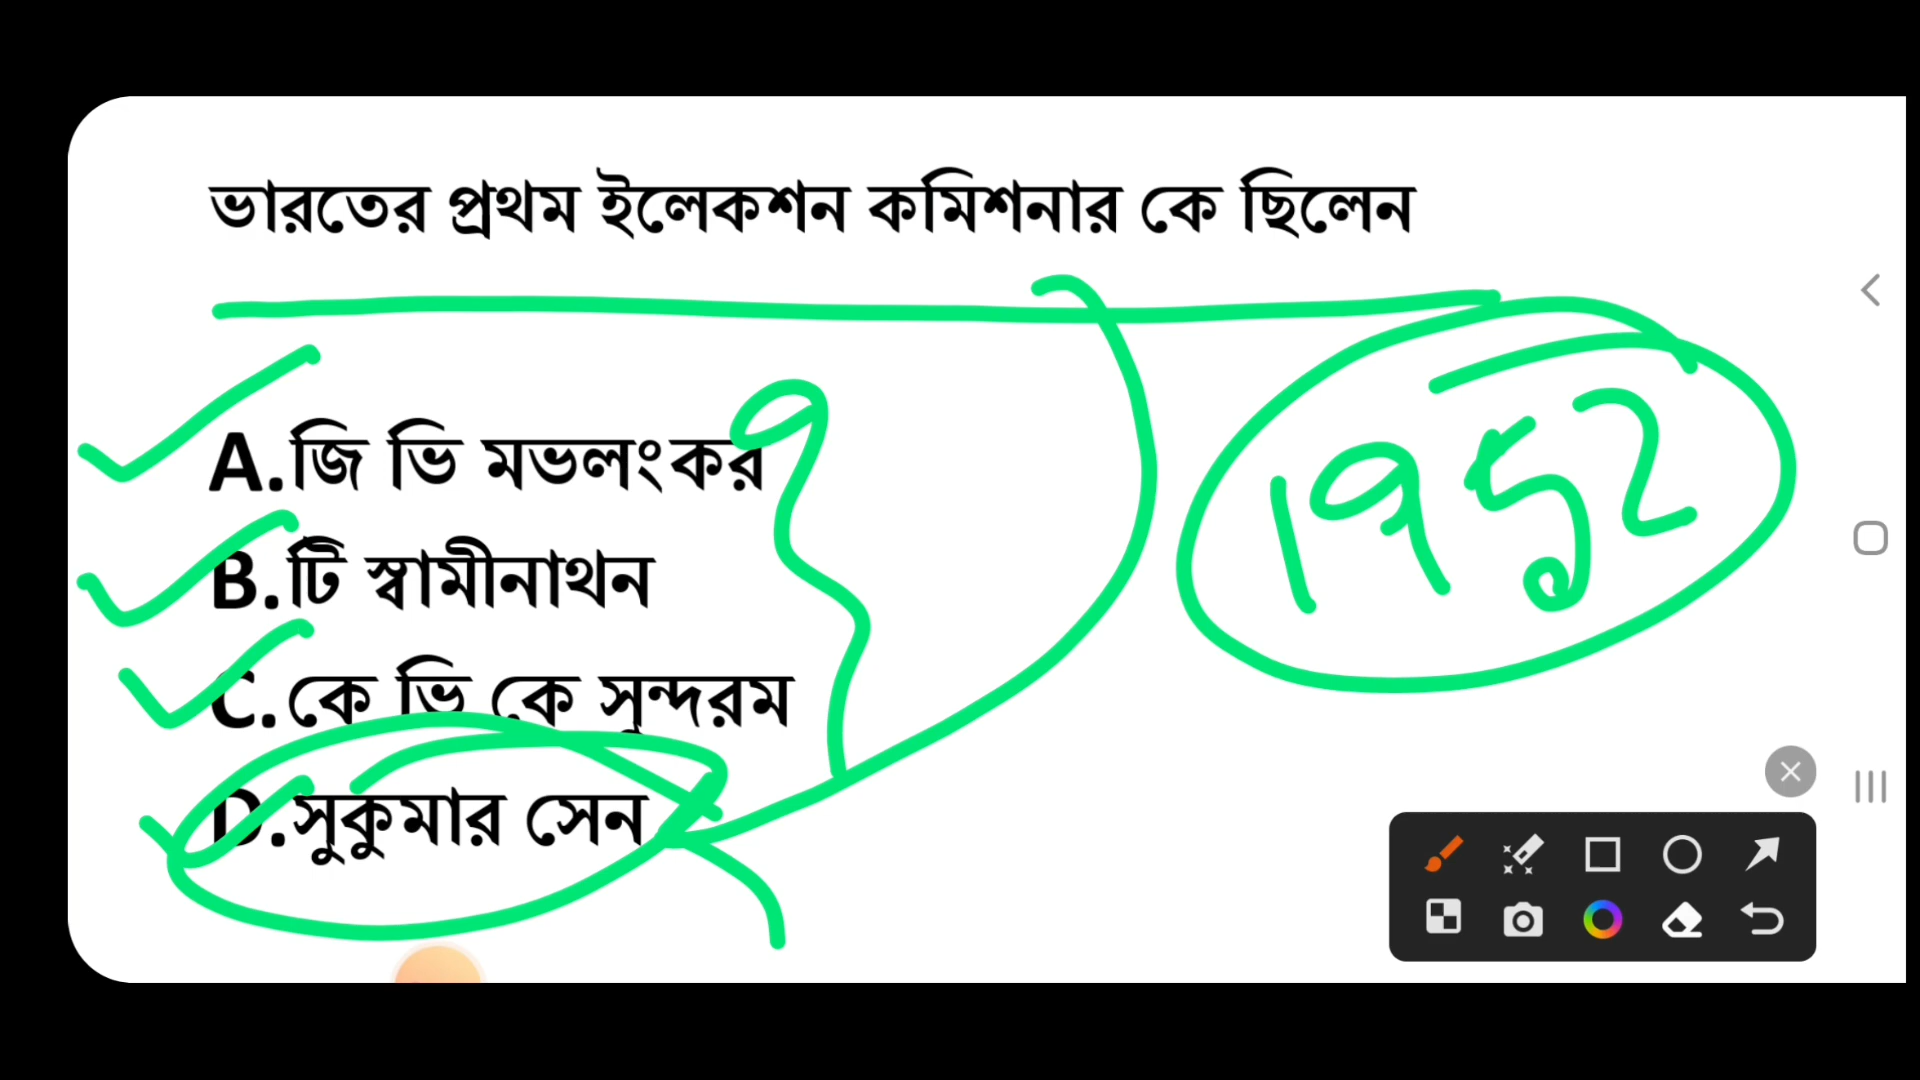 ভারতের প্রথম ইলেকশন কমিশনার কে ছিলেন
A.জি ভি মভলংকর
B.টি স্বামীনাথন
C.কে ভি কে সুন্দরম
D.সুকুমার সেন
1952